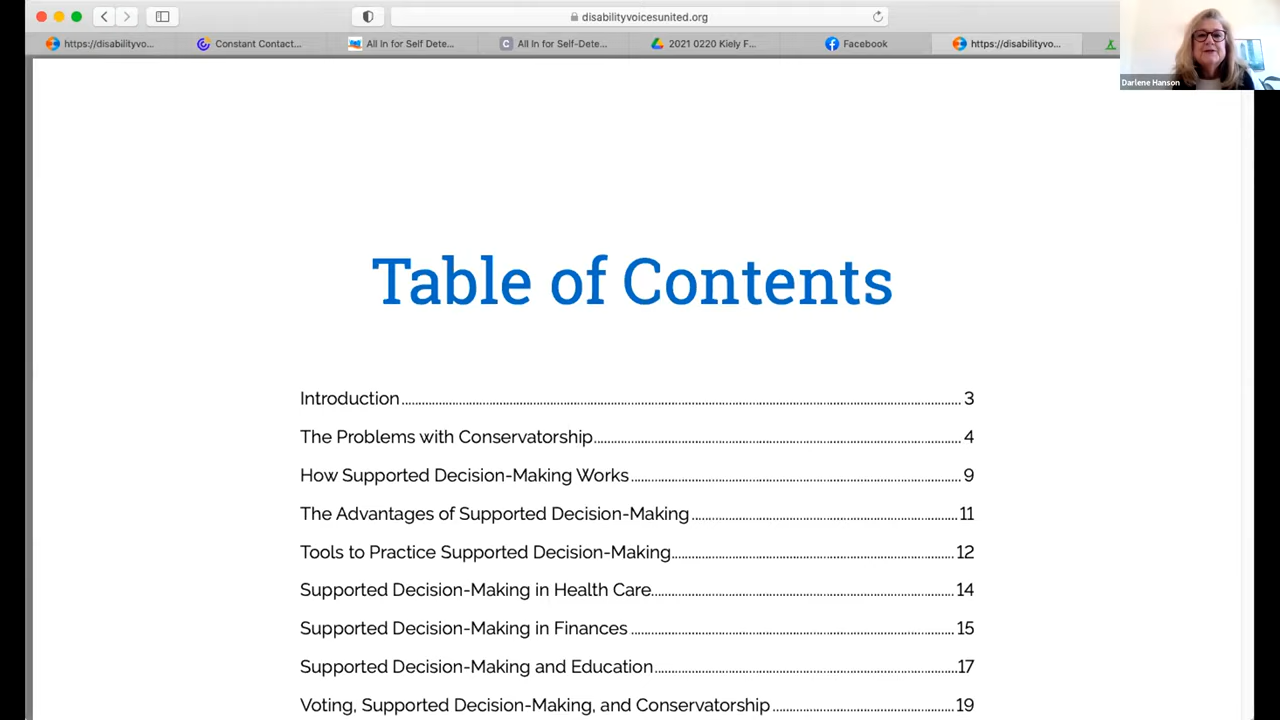 disabilityvoicesunited.org
https://disabilityvo...
Constant Contact...
All In for Self Dete...
All In for Self-Dete...
2021 0220 Kiely F...
Facebook
https://disabilityvo...
Darlene Hanson
Table of Contents
Introduction 3
The Problems with Conservatorship 4
How Supported Decision-Making Works 9
The Advantages of Supported Decision-Making 11
Tools to Practice Supported Decision-Making 12
Supported Decision-Making in Health Care 14
Supported Decision-Making in Finances 15
Supported Decision-Making and Education 17
Voting, Supported Decision-Making, and Conservatorship 19